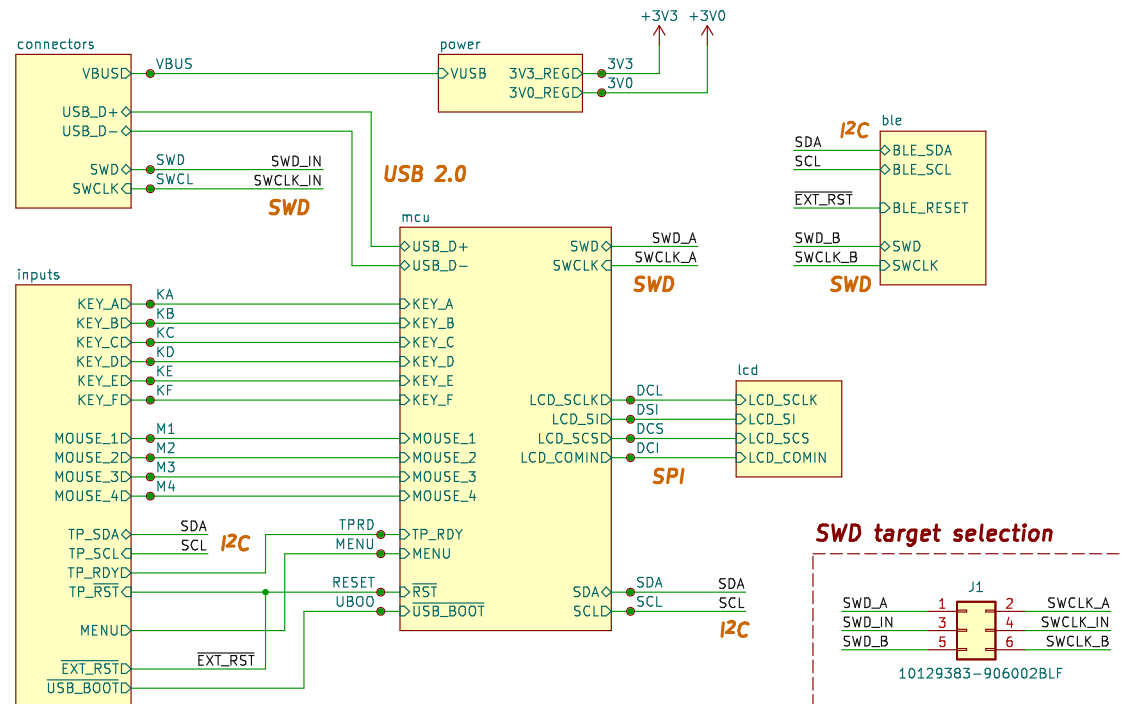 +3V3 +3V0
connectors
VBUS
VBUS
power
VUSB
3V3_REG
3V3
3V0_REG
3V0
USB_D+
USB_D-
SWD
SWD
SWD_IN
SWCLK
SWCL
SWCLK_IN
SWD
USB 2.0
ble
I²C
SDA
BLE_SDA
SCL
BLE_SCL
EXT_RST
BLE_RESET
SWD_B
SWD
SWCLK_B
SWCLK
SWD
mcu
USB_D+
USB_D-
SWD
SWD_A
SWCLK
SWCLK_A
SWD
inputs
KEY_A
KA
KEY_A
KEY_B
KB
KEY_B
KEY_C
KC
KEY_C
KEY_D
KD
KEY_D
KEY_E
KE
KEY_E
KEY_F
KF
KEY_F
MOUSE_1
M1
MOUSE_1
MOUSE_2
M2
MOUSE_2
MOUSE_3
M3
MOUSE_3
MOUSE_4
M4
MOUSE_4
lcd
LCD_SCLK
DCL
LCD_SCLK
LCD_SI
DSI
LCD_SI
LCD_SCS
DCS
LCD_SCS
LCD_COMIN
DCI
LCD_COMIN
SPI
TP_SDA
SDA
TP_SCL
SCL
I²C
TP_RDY
TP_RST
TPRD
TP_RDY
MENU
MENU
RESET
RST
UBOO
USB_BOOT
MENU
EXT_RST
EXT_RST
USB_BOOT
SDA
SDA
SDA
SCL
SCL
SCL
I²C
SWD target selection
J1
SWD_A
1
2
SWCLK_A
SWD_IN
3
4
SWCLK_IN
SWD_B
5
6
SWCLK_B
10129383-906002BLF